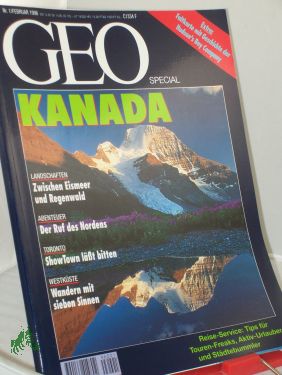 Nr. 1/FEBRUAR 1996
GEO
SPECIAL
Extra:
Faltkarte mit Geschichte der
Hudson's Bay Company
KANADA
LANDSCHAFTEN
Zwischen Eismeer
und Regenwald
ABENTEUER
Der Ruf des Nordens
TORONTO
ShowTown läßt bitten
WESTKÜSTE
Wandern mit
sieben Sinnen
Reise-Service: Tips für
Touren-Freaks, Aktiv-Urlauber
und Städtebummler